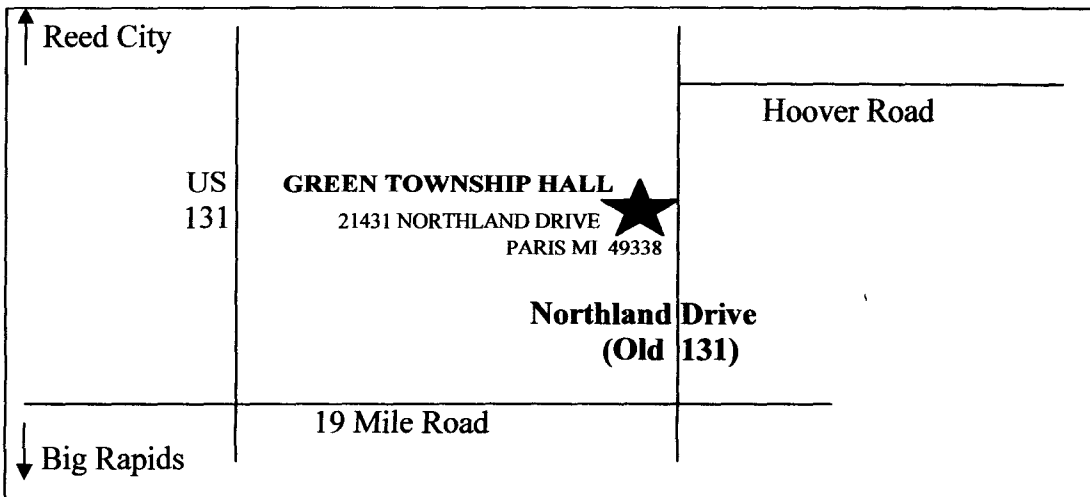 Reed City
Hoover Road
US
131
GREEN TOWNSHIP HALL
21431 NORTHLAND DRIVE
PARIS MI 49338
Northland Drive
(Old 131)
19 Mile Road
Big Rapids